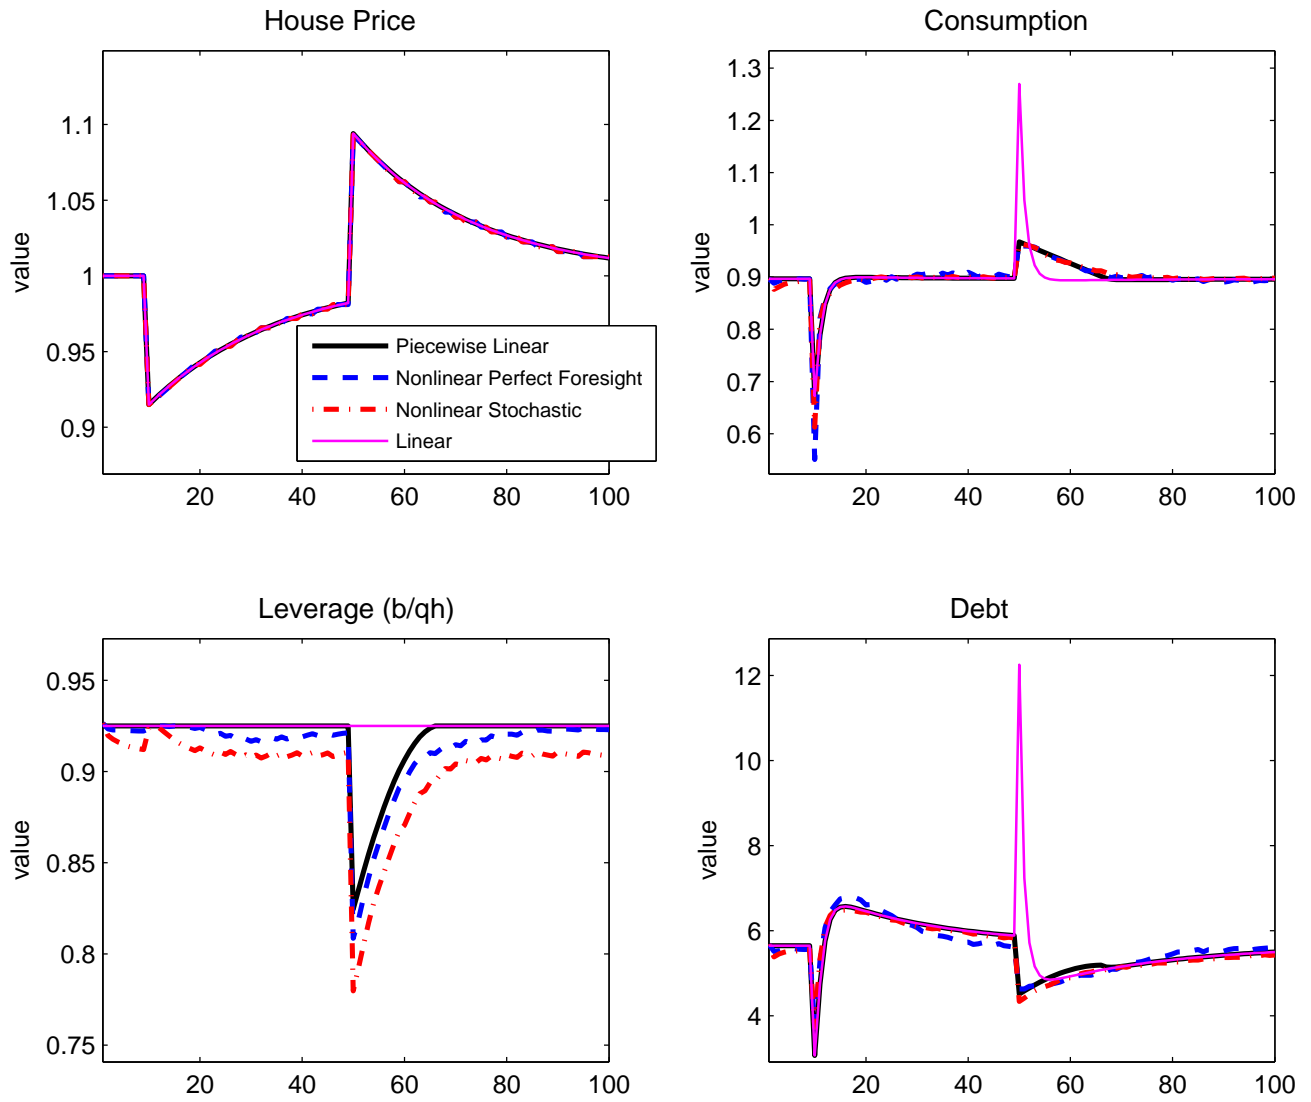 House Price
value
1.1
1.05
1
0.95
0.9
20 40 60 80 100
Piecewise Linear
Nonlinear Perfect Foresight
Nonlinear Stochastic
Linear
Consumption
value
1.3
1.2
1.1
1
0.9
0.8
0.7
0.6
20 40 60 80 100
Leverage (b/qh)
value
0.95
0.9
0.85
0.8
0.75
20 40 60 80 100
Debt
value
12
10
8
6
4
20 40 60 80 100